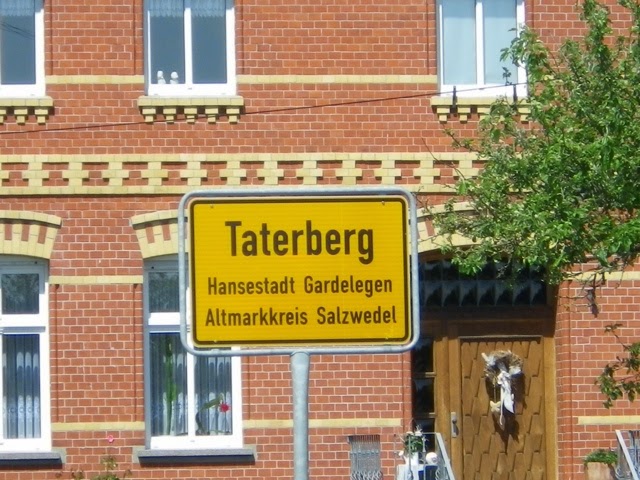 Taterberg
Hansestadt Gardelegen
Altmarkkreis Salzwedel